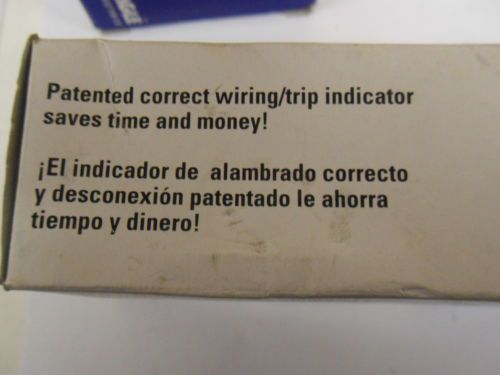 Patented correct wiring/trip indicator
saves time and money!
¡El indicador de alambrado correcto
y desconexión patentado le ahorra
tiempo y dinero!